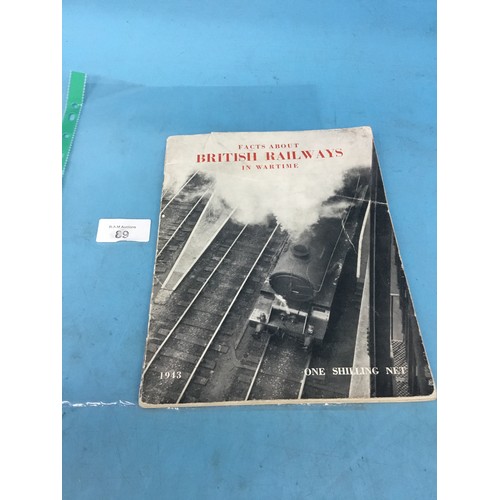 FACTS ABOUT
BRITISH RAILWAYS
IN WARTIME
89
1943
ONE SHILLING NET